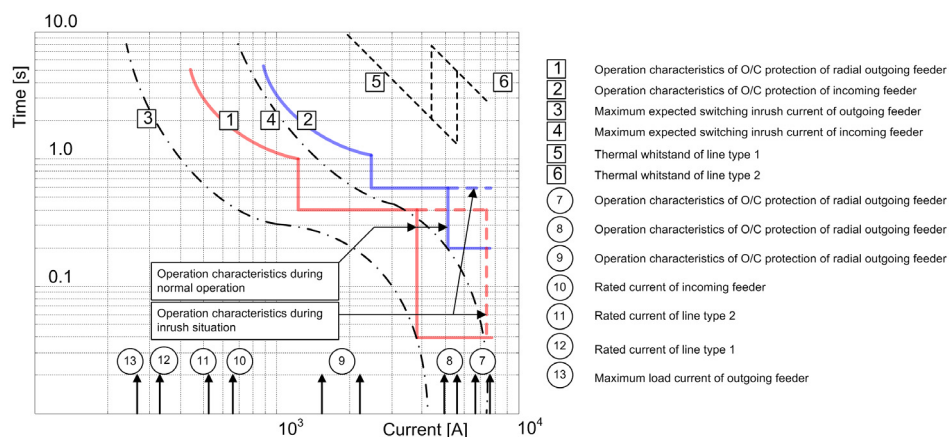 10.0
Time [s]
1.0
0.1
5
6
3
1
4
2
Operation characteristics during
normal operation
Operation characteristics during
inrush situation
13
12
11
10
9
8
7
10³
Current [A]
10⁴
1 Operation characteristics of O/C protection of radial outgoing feeder
2 Operation characteristics of O/C protection of incoming feeder
3 Maximum expected switching inrush current of outgoing feeder
4 Maximum expected switching inrush current of incoming feeder
5 Thermal whitstand of line type 1
6 Thermal whitstand of line type 2
7 Operation characteristics of O/C protection of radial outgoing feeder
8 Operation characteristics of O/C protection of radial outgoing feeder
9 Operation characteristics of O/C protection of radial outgoing feeder
10 Rated current of incoming feeder
11 Rated current of line type 2
12 Rated current of line type 1
13 Maximum load current of outgoing feeder